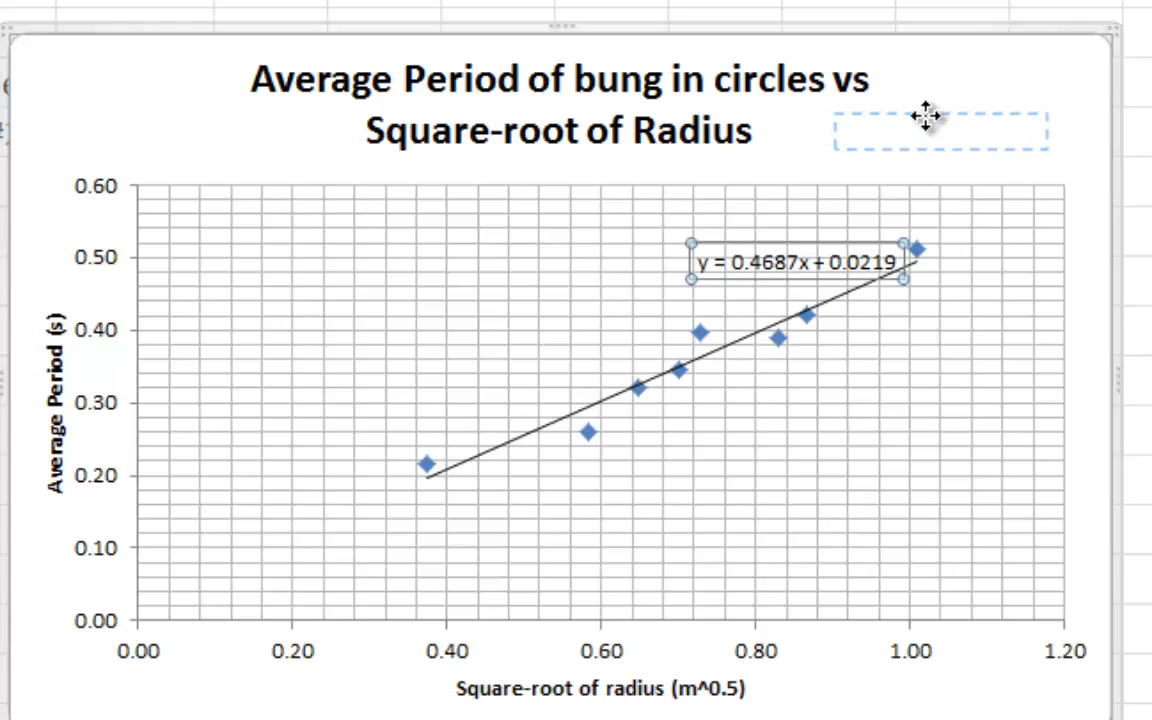 Average Period of bung in circles vs
Square-root of Radius
0.60
0.50
0.40
0.30
0.20
0.10
0.00
Average Period (s)
y = 0.4687x + 0.0219
0.00 0.20 0.40 0.60 0.80 1.00 1.20
Square-root of radius (m^0.5)